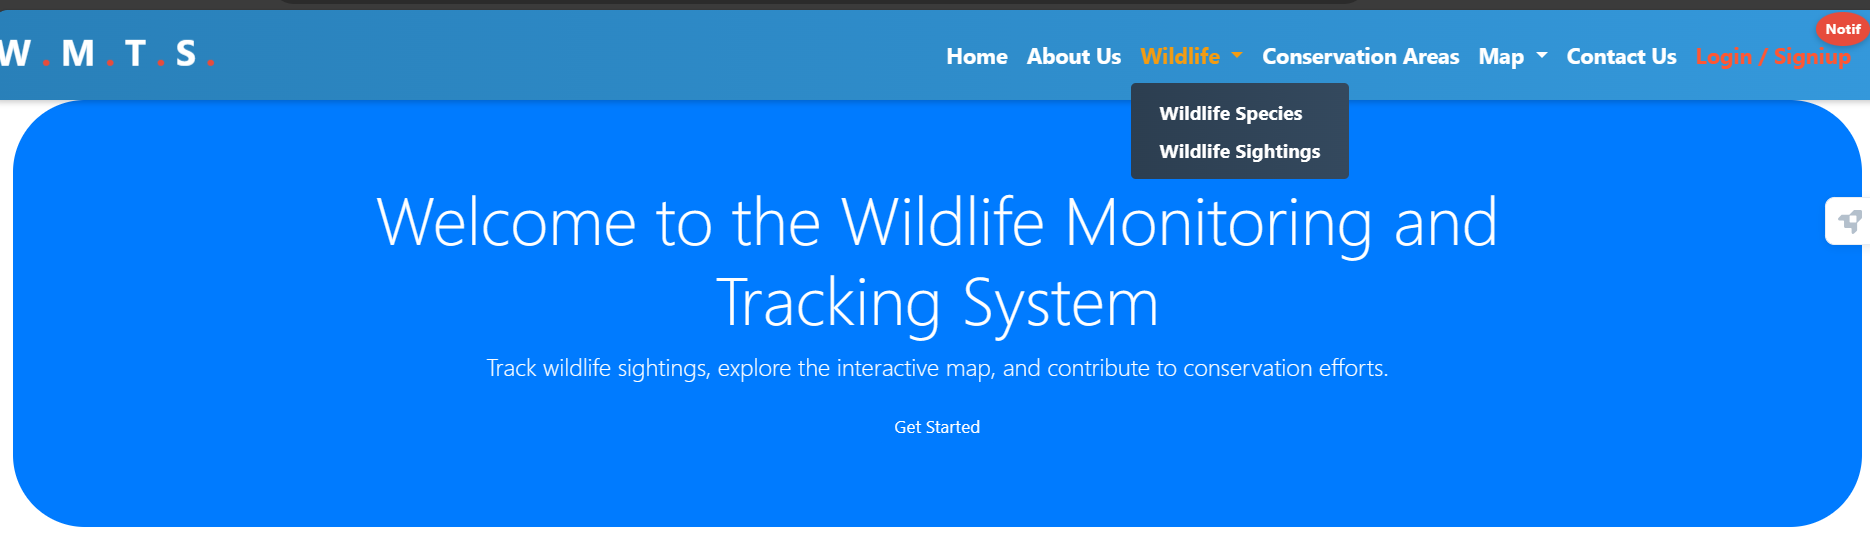 W.M.T.S.
Home About Us Wildlife Conservation Areas Map Contact Us Login / Signup
Notif
Wildlife Species
Wildlife Sightings
Welcome to the Wildlife Monitoring and
Tracking System
Track wildlife sightings, explore the interactive map, and contribute to conservation efforts.
Get Started